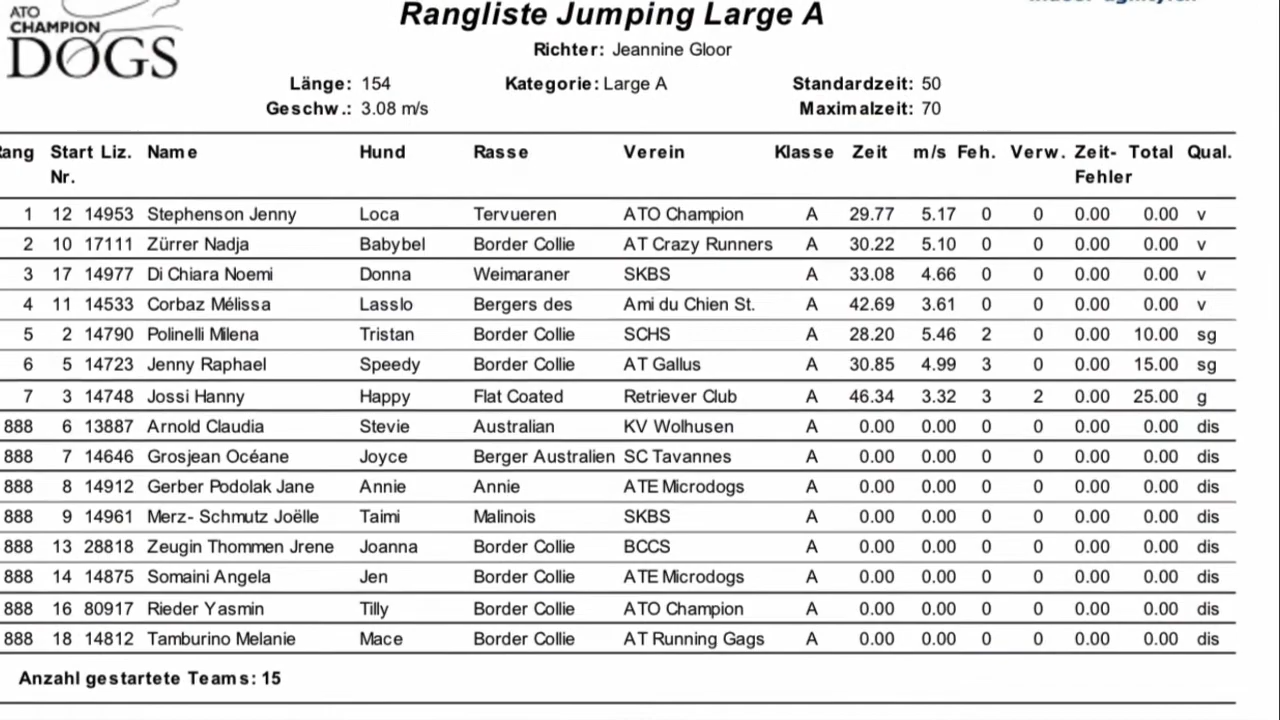 ATO
CHAMPION
DOGS
Rangliste Jumping Large A
Richter: Jeannine Gloor
Länge: 154 Kategorie: Large A Standardzeit: 50
Geschw.: 3.08 m/s Maximalzeit: 70
Rang Start Liz. Name Hund Rasse Verein Klasse Zeit m/s Feh. Verw. Zeit- Total Qual.
Nr. Fehler
1 12 14953 Stephenson Jenny Loca Tervueren ATO Champion A 29.77 5.17 0 0 0.00 0.00 v
2 10 17111 Zürrer Nadja Babybel Border Collie AT Crazy Runners A 30.22 5.10 0 0 0.00 0.00 v
3 17 14977 Di Chiara Noemi Donna Weimaraner SKBS A 33.08 4.66 0 0 0.00 0.00 v
4 11 14533 Corbaz Mélissa Lasslo Bergers des Ami du Chien St. A 42.69 3.61 0 0 0.00 0.00 v
5 2 14790 Polinelli Milena Tristan Border Collie SCHS A 28.20 5.46 2 0 0.00 10.00 sg
6 5 14723 Jenny Raphael Speedy Border Collie AT Gallus A 30.85 4.99 3 0 0.00 15.00 sg
7 3 14748 Jossi Hanny Happy Flat Coated Retriever Club A 46.34 3.32 3 2 0.00 25.00 g
888 6 13887 Arnold Claudia Stevie Australian KV Wolhusen A 0.00 0.00 0 0 0.00 0.00 dis
888 7 14646 Grosjean Océane Joyce Berger Australien SC Tavannes A 0.00 0.00 0 0 0.00 0.00 dis
888 8 14912 Gerber Podolak Jane Annie Annie ATE Microdogs A 0.00 0.00 0 0 0.00 0.00 dis
888 9 14961 Merz- Schmutz Joëlle Taimi Malinois SKBS A 0.00 0.00 0 0 0.00 0.00 dis
888 13 28818 Zeugin Thommen Jrene Joanna Border Collie BCCS A 0.00 0.00 0 0 0.00 0.00 dis
888 14 14875 Somaini Angela Jen Border Collie ATE Microdogs A 0.00 0.00 0 0 0.00 0.00 dis
888 16 80917 Rieder Yasmin Tilly Border Collie ATO Champion A 0.00 0.00 0 0 0.00 0.00 dis
888 18 14812 Tamburino Melanie Mace Border Collie AT Running Gags A 0.00 0.00 0 0 0.00 0.00 dis
Anzahl gestartete Teams: 15